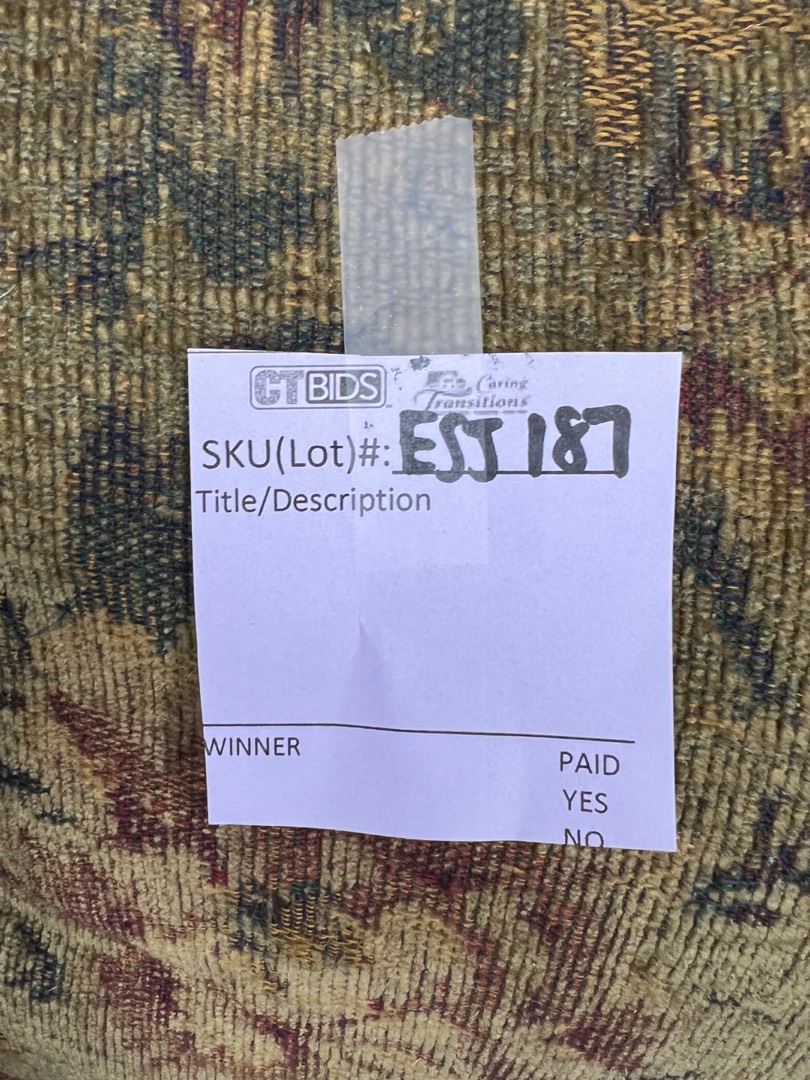 CTBIDS Caring
Transitions
SKU(Lot)#: ESJ 187
Title/Description
WINNER
PAID
YES
NO